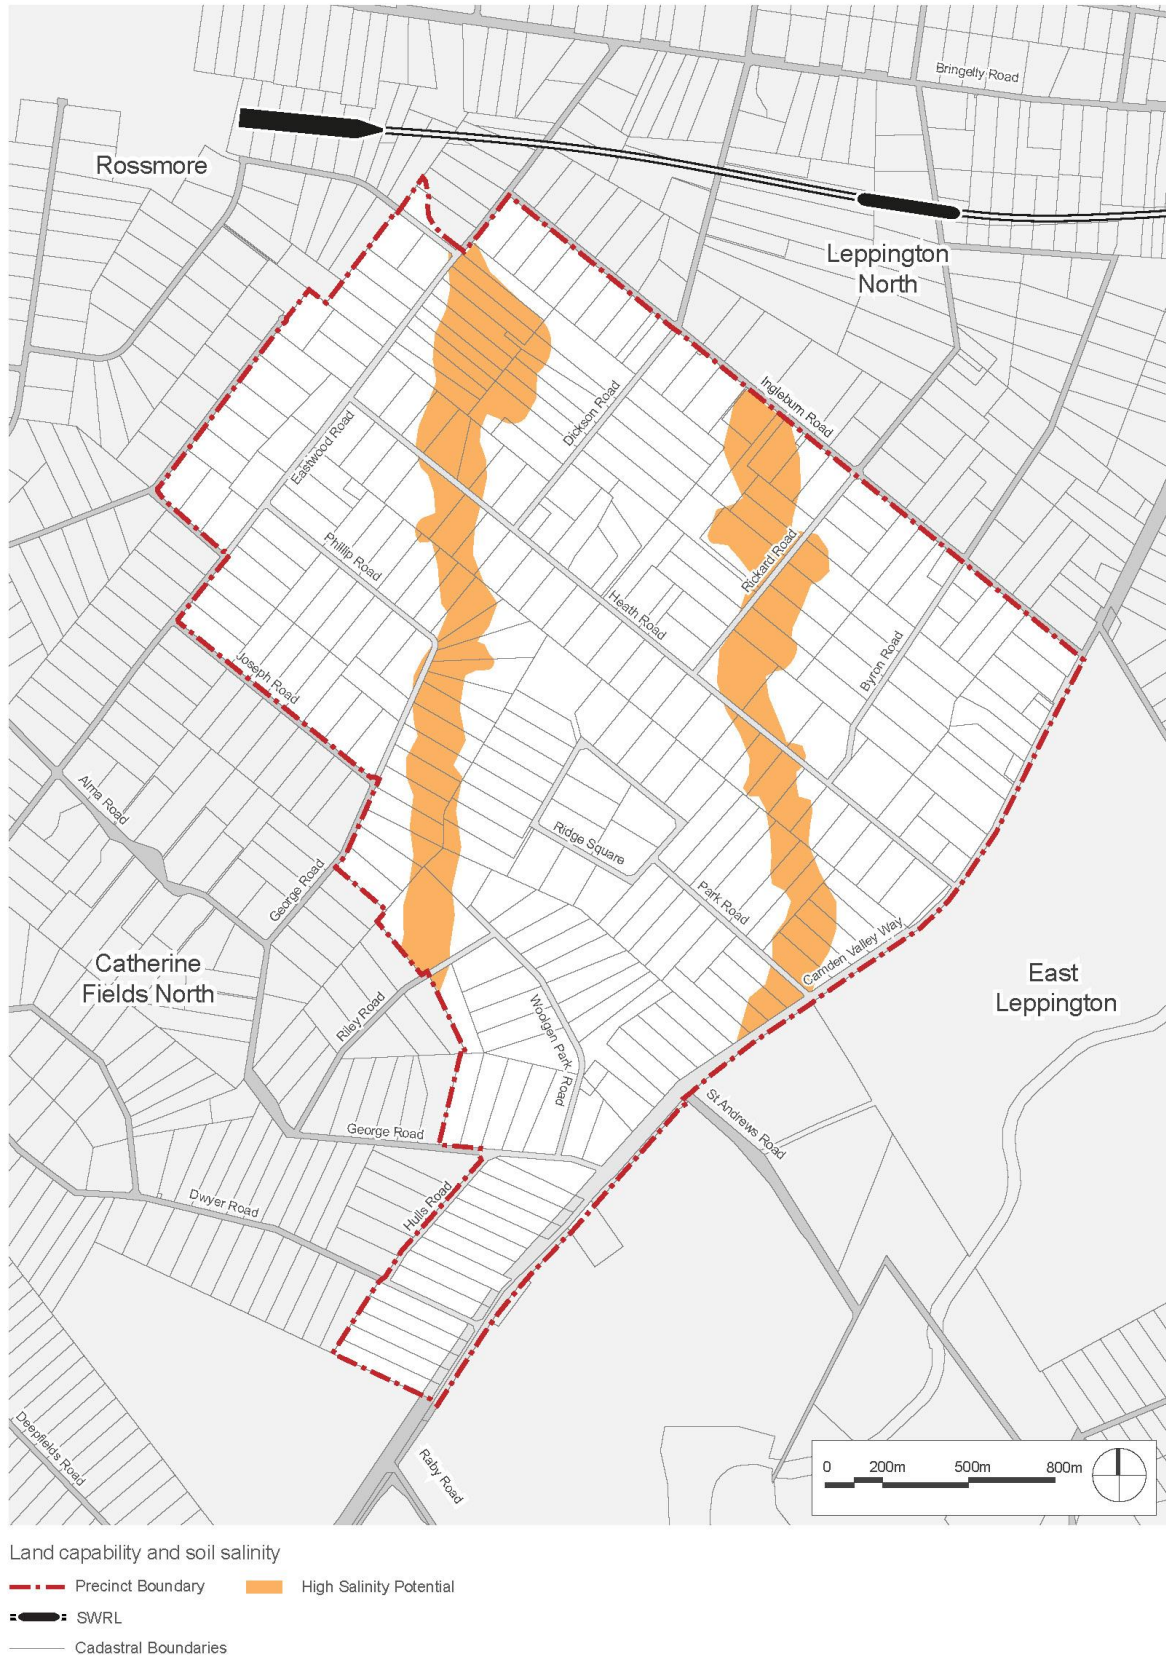 Bringelly Road
Rossmore
Leppington
North
Ingleburn Road
Dickson Road
Eastwood Road
Phillip Road
Rickard Road
Heath Road
Byron Road
Joseph Road
Alma Road
Ridge Square
George Road
Park Road
Camden Valley Way
Catherine
Fields North
East
Leppington
Riley Road
Woolgen Park
Road
St Andrews Road
George Road
Hulls Road
Dwyer Road
Deepfields Road
Raby Road
0 200m 500m 800m
Land capability and soil salinity
Precinct Boundary
High Salinity Potential
SWRL
Cadastral Boundaries